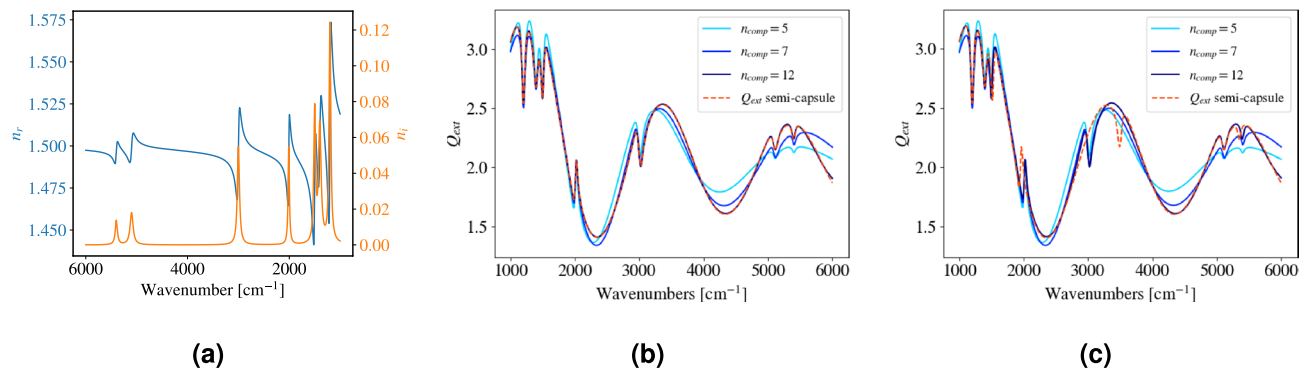 1.575
1.550
1.525
1.500
1.475
1.450
n_r
0.12
0.10
0.08
0.06
0.04
0.02
0.00
n_i
6000 4000 2000
Wavenumber [cm⁻¹]
(a)
3.0
2.5
2.0
1.5
Q_ext
n_comp = 5
n_comp = 7
n_comp = 12
Q_ext semi-capsule
1000 2000 3000 4000 5000 6000
Wavenumbers [cm⁻¹]
(b)
3.0
2.5
2.0
1.5
Q_ext
n_comp = 5
n_comp = 7
n_comp = 12
Q_ext semi-capsule
1000 2000 3000 4000 5000 6000
Wavenumbers [cm⁻¹]
(c)